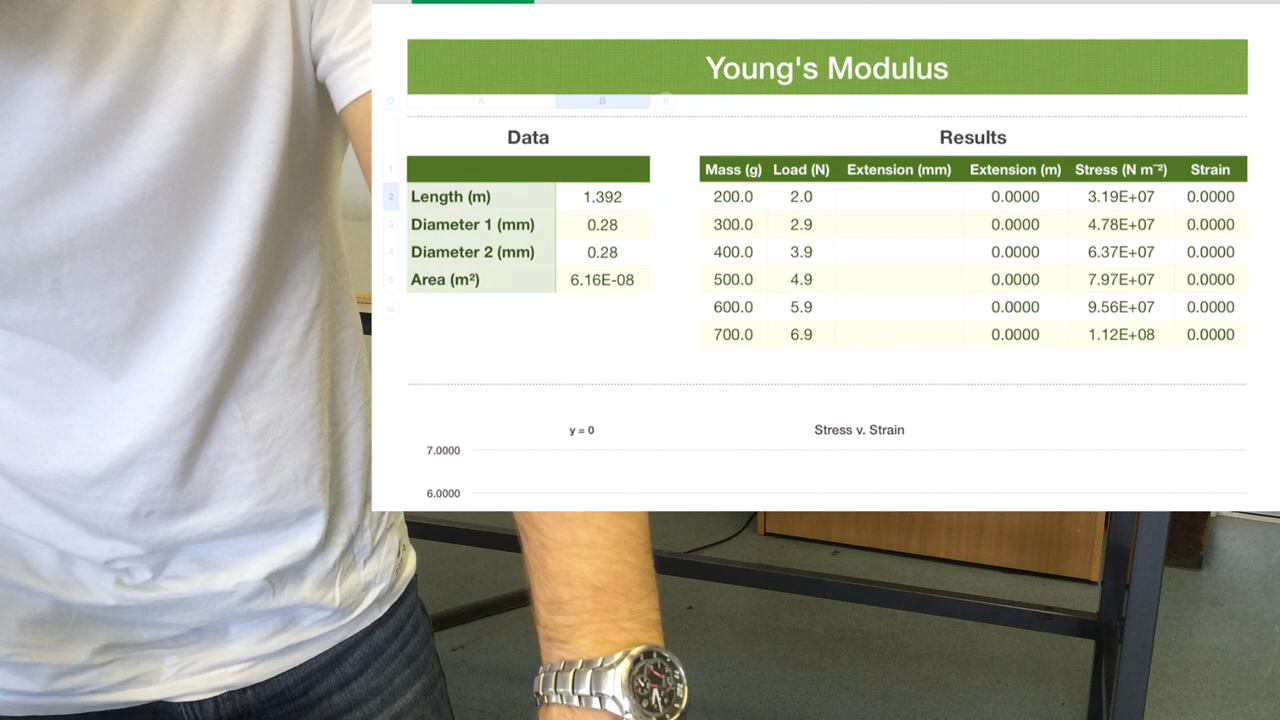 Young's Modulus
A B
Data
1
2 Length (m) 1.392
3 Diameter 1 (mm) 0.28
4 Diameter 2 (mm) 0.28
5 Area (m²) 6.16E-08
Results
Mass (g) Load (N) Extension (mm) Extension (m) Stress (N m⁻²) Strain
200.0 2.0 0.0000 3.19E+07 0.0000
300.0 2.9 0.0000 4.78E+07 0.0000
400.0 3.9 0.0000 6.37E+07 0.0000
500.0 4.9 0.0000 7.97E+07 0.0000
600.0 5.9 0.0000 9.56E+07 0.0000
700.0 6.9 0.0000 1.12E+08 0.0000
y = 0
Stress v. Strain
7.0000
6.0000